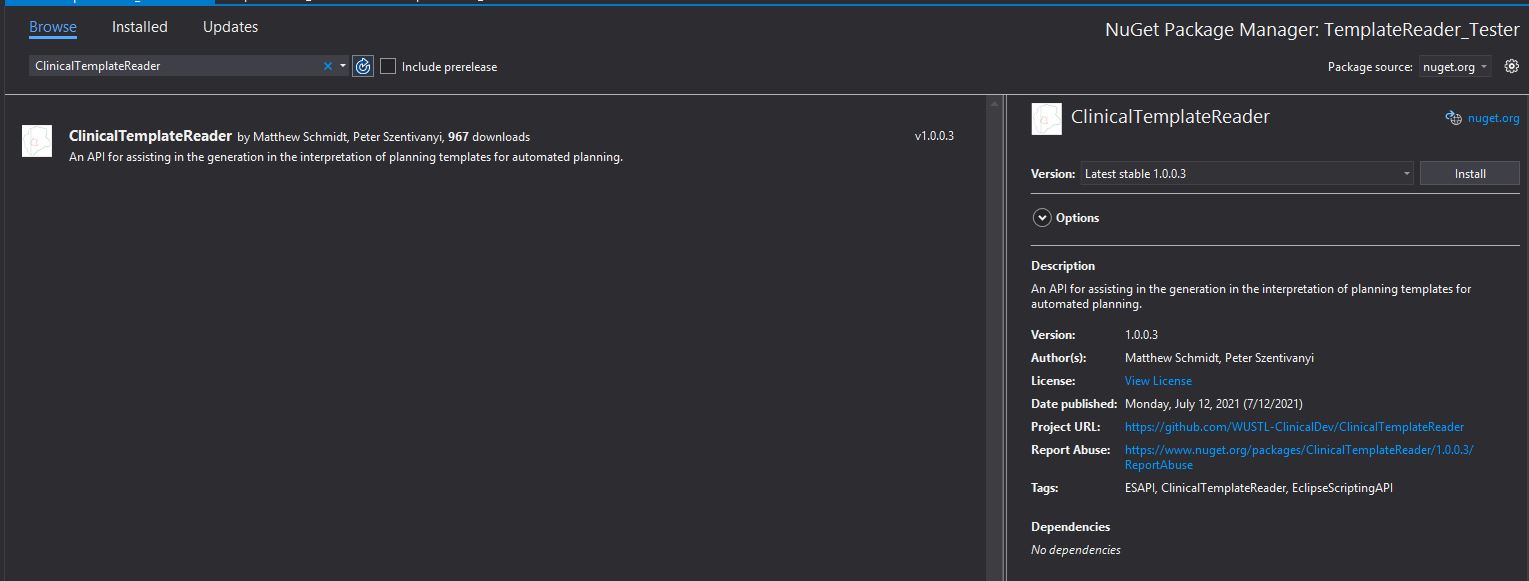 Browse Installed Updates
NuGet Package Manager: TemplateReader_Tester
ClinicalTemplateReader
Include prerelease
Package source: nuget.org
ClinicalTemplateReader by Matthew Schmidt, Peter Szentivanyi, 967 downloads
v1.0.0.3
An API for assisting in the generation in the interpretation of planning templates for automated planning.
ClinicalTemplateReader
nuget.org
Version: Latest stable 1.0.0.3
Install
Options
Description
An API for assisting in the generation in the interpretation of planning templates for
automated planning.
Version: 1.0.0.3
Author(s): Matthew Schmidt, Peter Szentivanyi
License: View License
Date published: Monday, July 12, 2021 (7/12/2021)
Project URL: https://github.com/WUSTL-ClinicalDev/ClinicalTemplateReader
Report Abuse: https://www.nuget.org/packages/ClinicalTemplateReader/1.0.0.3/
ReportAbuse
Tags: ESAPI, ClinicalTemplateReader, EclipseScriptingAPI
Dependencies
No dependencies